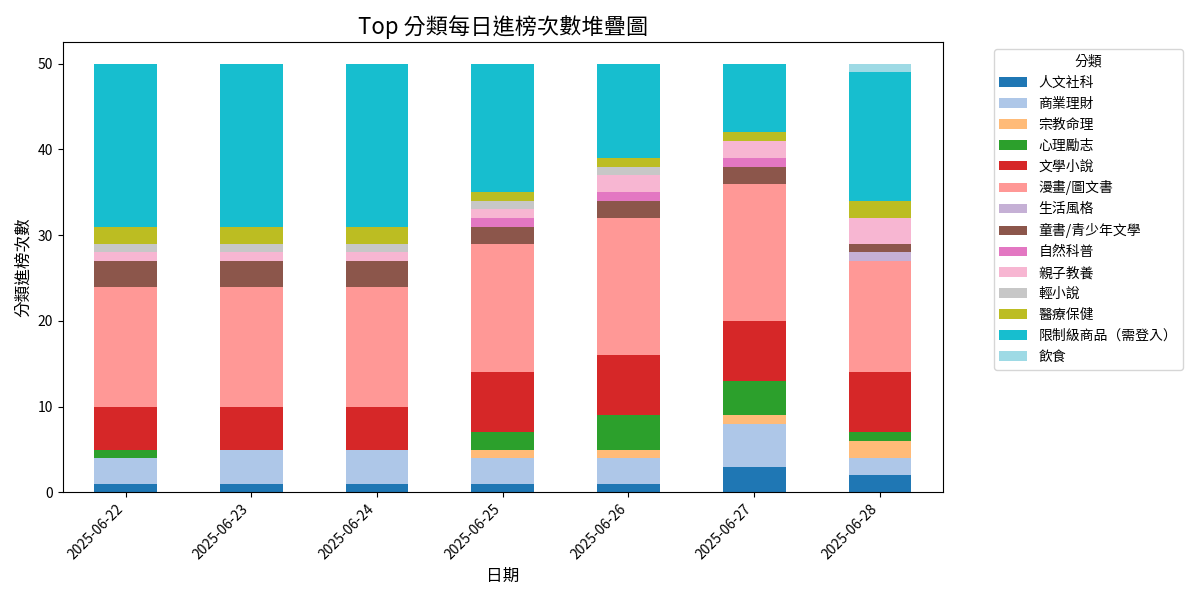 Top 分類每日進榜次數堆疊圖
分類進榜次數
50
40
30
20
10
0
2025-06-22
2025-06-23
2025-06-24
2025-06-25
2025-06-26
2025-06-27
2025-06-28
日期
分類
人文社科
商業理財
宗教命理
心理勵志
文學小說
漫畫/圖文書
生活風格
童書/青少年文學
自然科普
親子教養
輕小說
醫療保健
限制級商品（需登入）
飲食